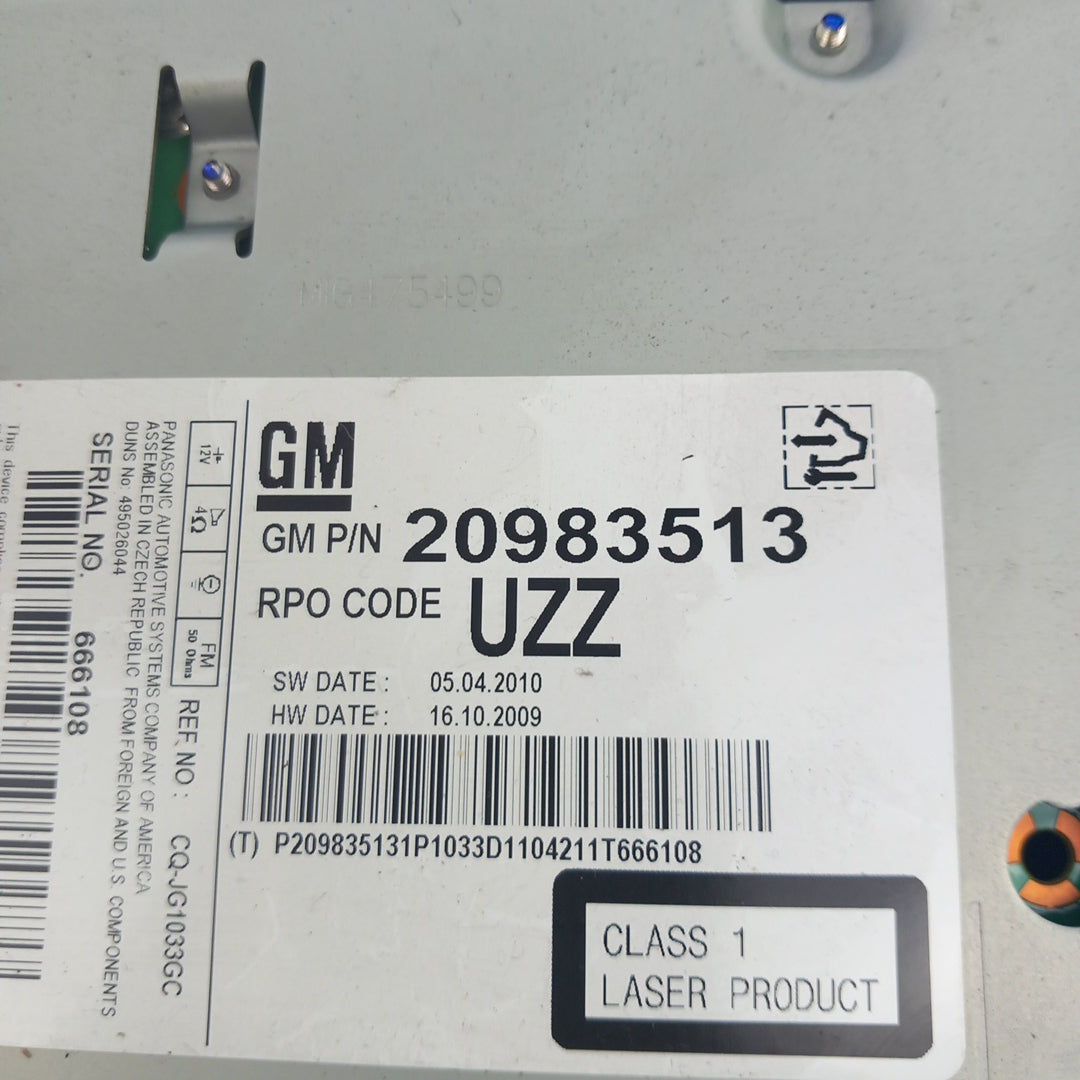 GM
GM P/N 20983513
RPO CODE UZZ
SW DATE : 05.04.2010
HW DATE : 16.10.2009
(T) P209835131P1033D1104211T666108
CLASS 1
LASER PRODUCT
12V
4Ω
FM
50 Ohms
REF. NO : CQ-JG1033GC
PANASONIC AUTOMOTIVE SYSTEMS COMPANY OF AMERICA
ASSEMBLED IN CZECH REPUBLIC FROM FOREIGN AND U.S. COMPONENTS
DUNS No: 495026044
SERIAL NO. 666108
This device